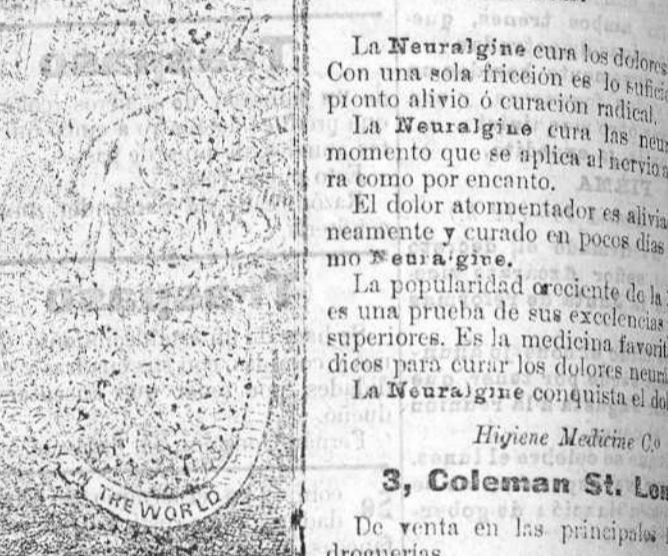 La Neuralgine cura los dolores
Con una sola fricción es lo sufici
pronto alivio ó curación radical.
La Neuralgine cura las neur
momento que se aplica al nervio a
ra como por encanto.
El dolor atormentador es alivia
neamente y curado en pocos días
mo Neuralgine.
La popularidad creciente de la
es una prueba de sus excelencias
superiores. Es la medicina favorit
dicos para curar los dolores neurá
La Neuralgine conquista el dol
Higiene Medicine Co
3, Coleman St. Lon
De venta en las principales
droguerías
IN THE WORLD